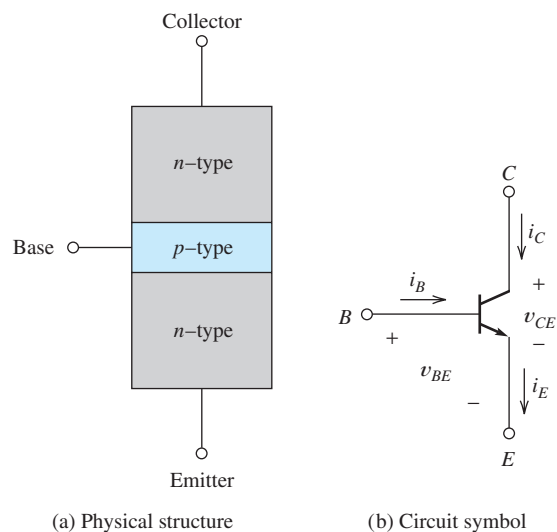 Collector
n–type
Base
p–type
n–type
Emitter
(a) Physical structure
C
i_C
+
i_B
B
v_CE
+
−
v_BE
i_E
−
E
(b) Circuit symbol